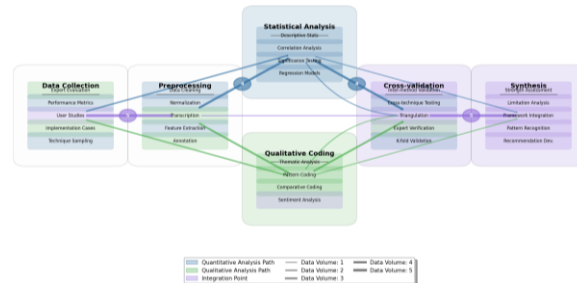 Statistical Analysis
Descriptive Stats
Correlation Analysis
Significance Testing
Regression Models
Data Collection
Expert Evaluation
Performance Metrics
User Studies
Implementation Cases
Technique Sampling
Preprocessing
Data Cleaning
Normalization
Transcription
Feature Extraction
Annotation
Cross-validation
Cross-technique Testing
Triangulation
Expert Verification
K-fold Validation
Synthesis
Strength Assessment
Limitation Analysis
Framework Integration
Pattern Recognition
Recommendation Dev
Qualitative Coding
Thematic Analysis
Pattern Coding
Comparative Coding
Sentiment Analysis
Quantitative Analysis Path
Qualitative Analysis Path
Integration Point
Data Volume: 1
Data Volume: 2
Data Volume: 3
Data Volume: 4
Data Volume: 5